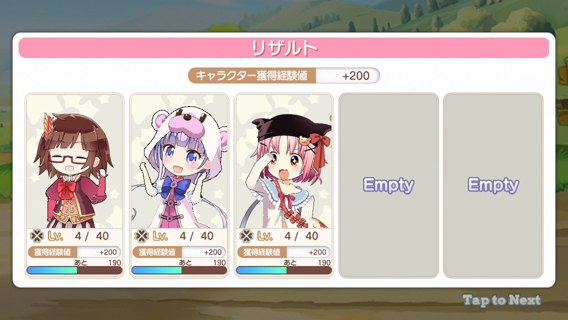 リザルト
キャラクター獲得経験値 +200
Lv. 4 / 40
獲得経験値 +200
あと 190
Lv. 4 / 40
獲得経験値 +200
あと 190
Lv. 4 / 40
獲得経験値 +200
あと 190
Empty
Empty
Tap to Next